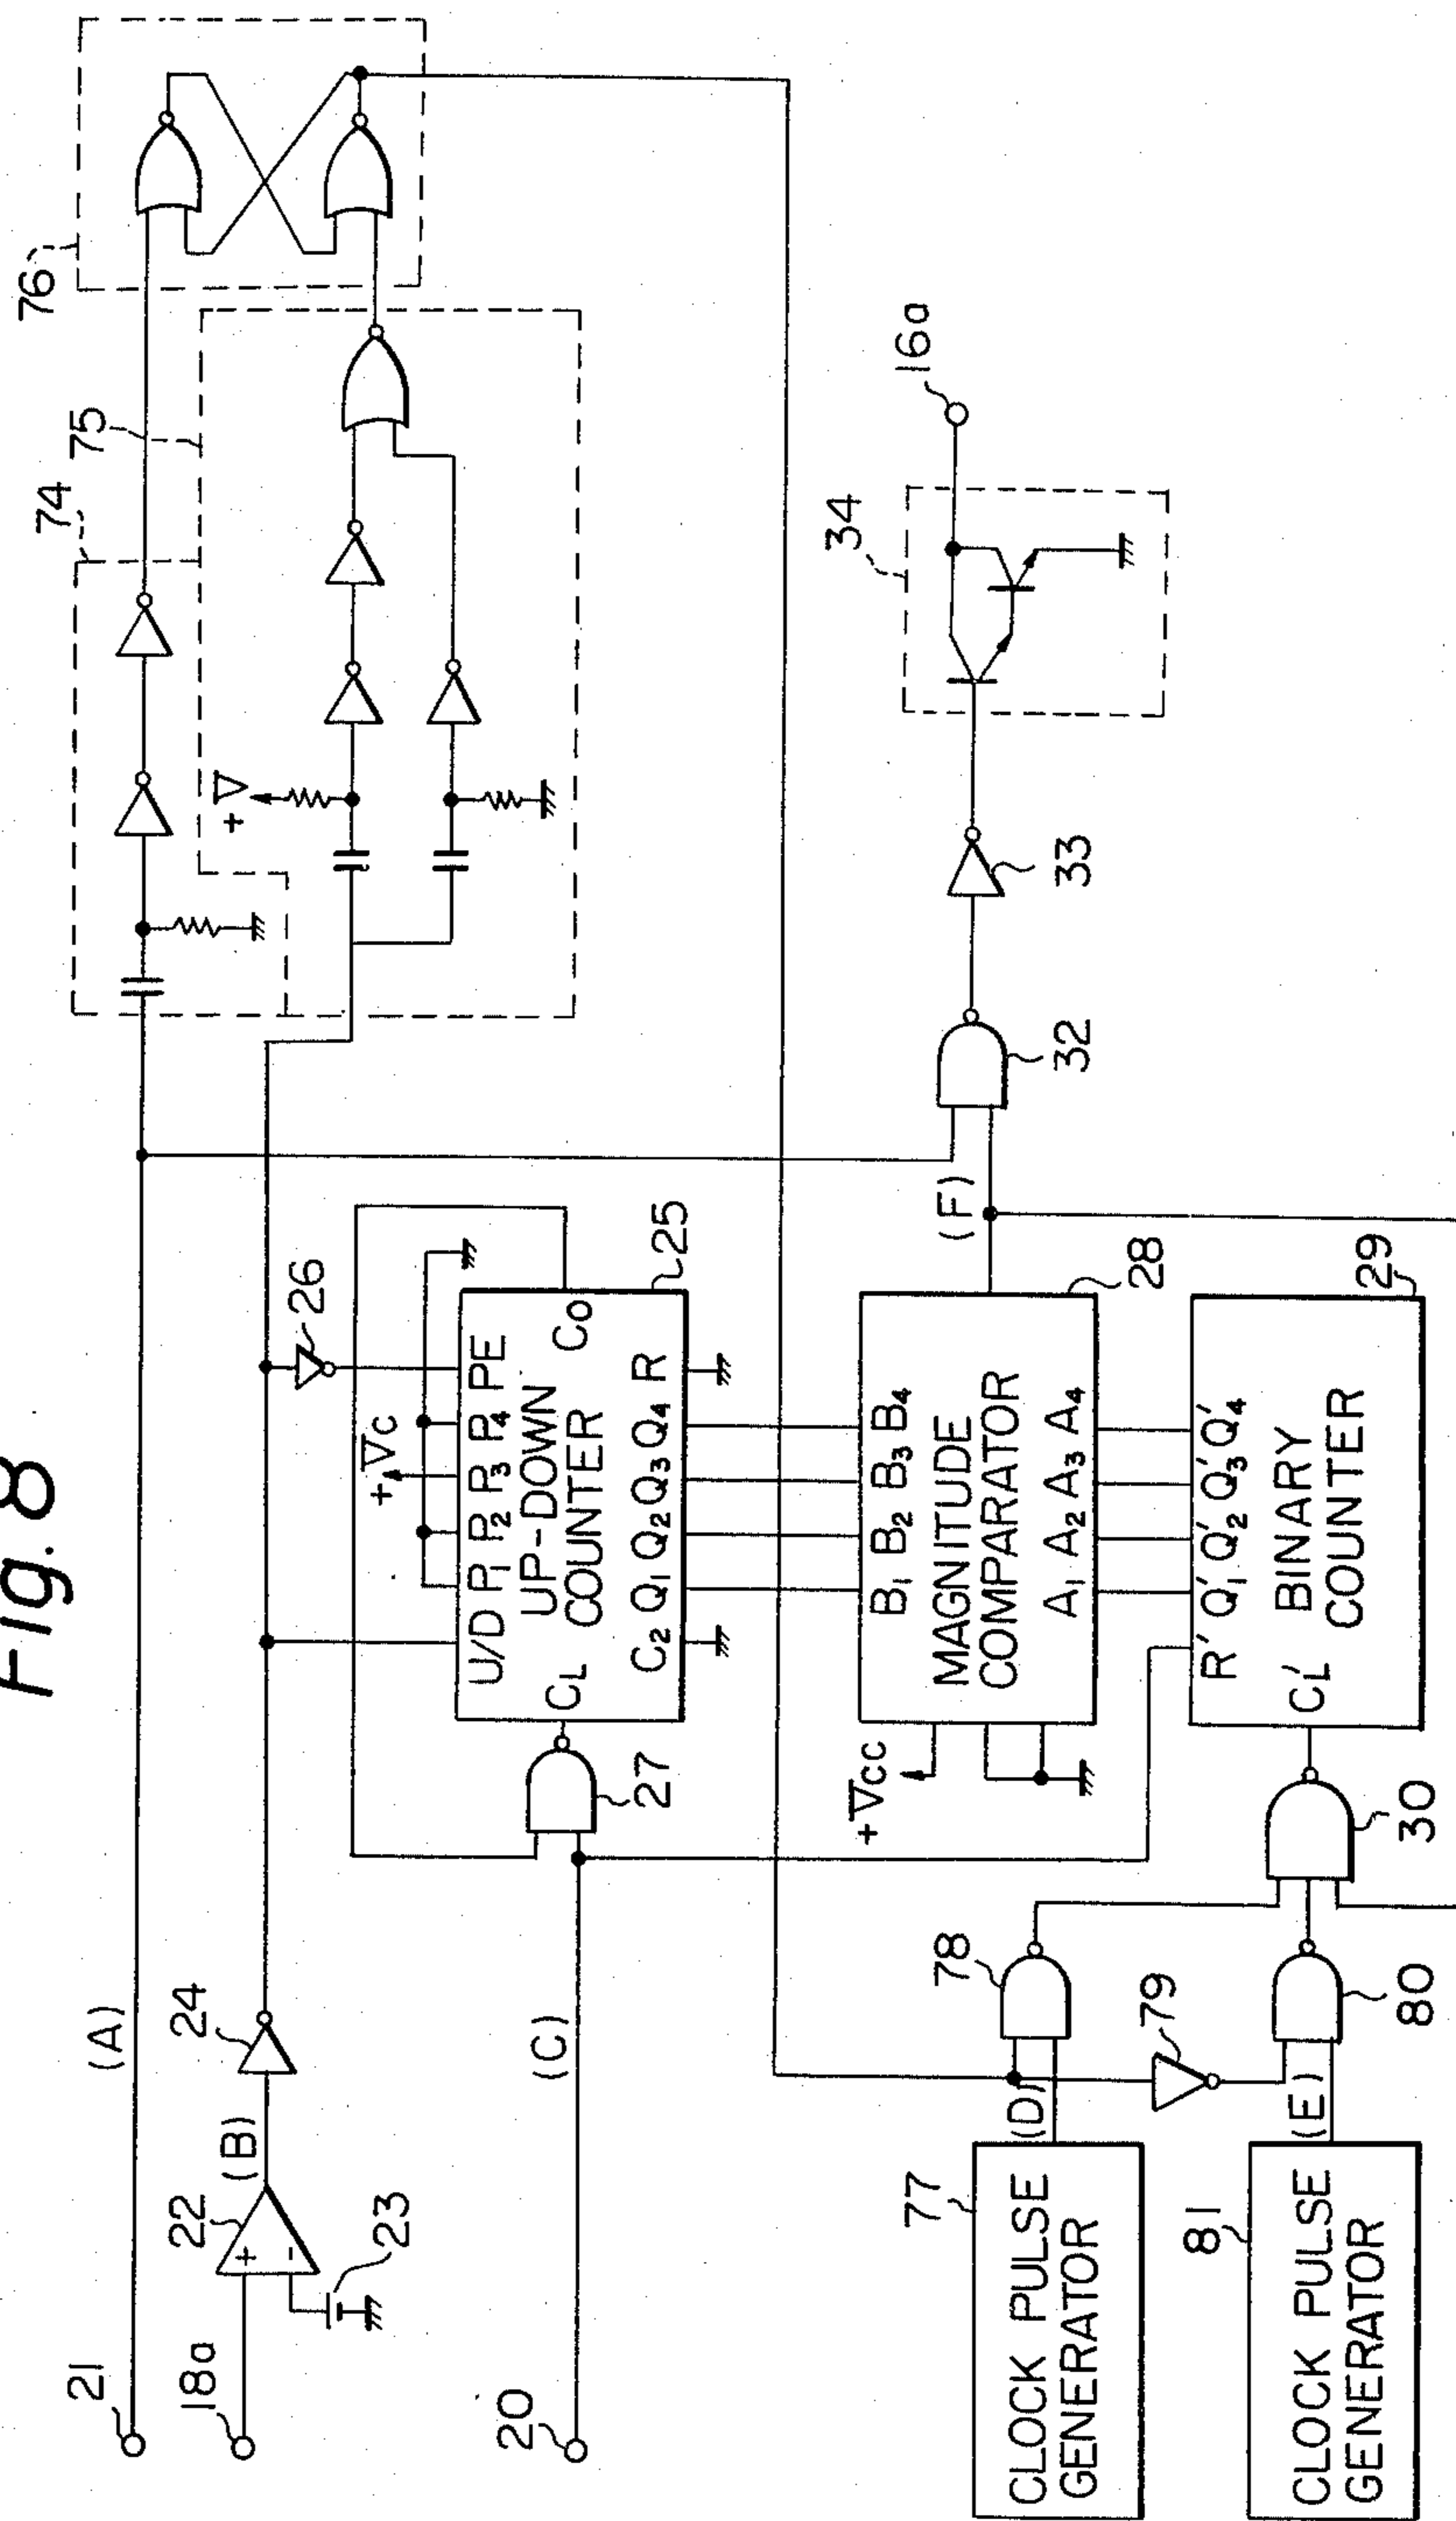 Fig. 8
21
(A)
74
75
76
18a
22
+
-
(B)
24
23
26
+V
+Vc
U/D P1 P2 P3 P4 PE
UP-DOWN
COUNTER
CL
CO
C2 Q1 Q2 Q3 Q4 R
25
27
20
(C)
B1 B2 B3 B4
MAGNITUDE
COMPARATOR
A1 A2 A3 A4
+Vcc
28
(F)
32
33
34
16a
R' Q'1 Q'2 Q'3 Q'4
CL'
BINARY
COUNTER
29
30
77
CLOCK PULSE
GENERATOR
(D)
78
79
81
CLOCK PULSE
GENERATOR
(E)
80